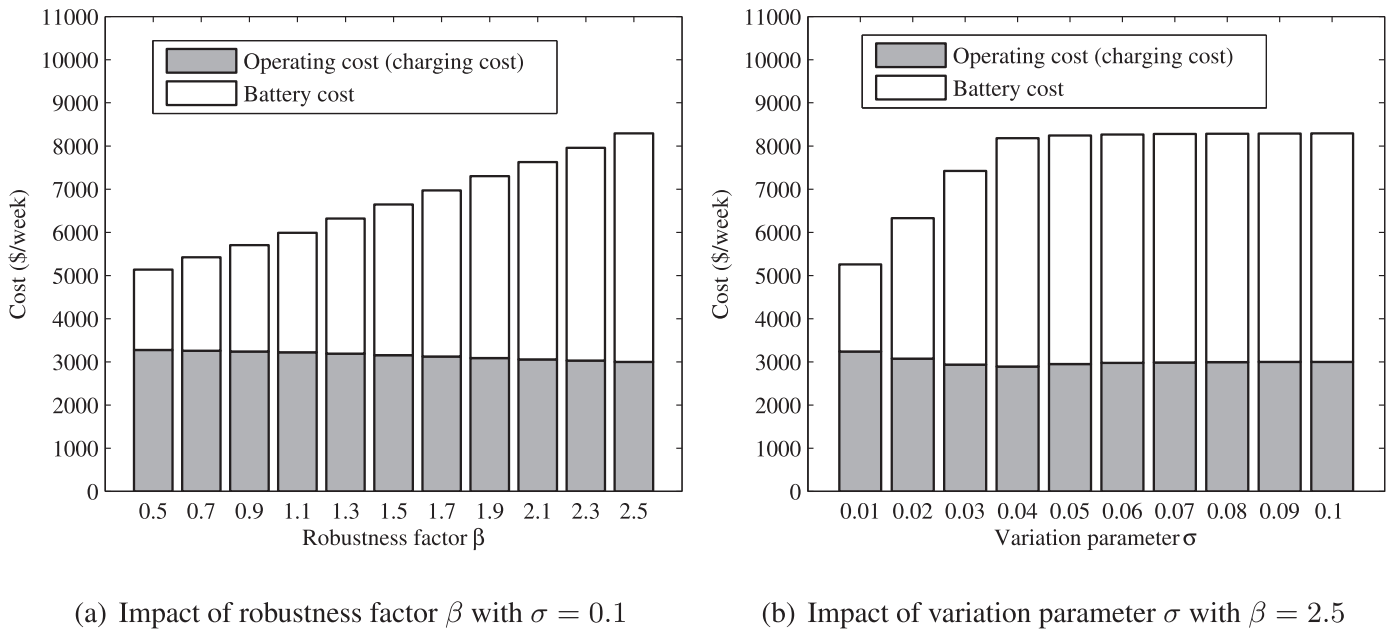 11000
10000
9000
8000
7000
6000
5000
4000
3000
2000
1000
0
Cost ($/week)
Operating cost (charging cost)
Battery cost
0.5 0.7 0.9 1.1 1.3 1.5 1.7 1.9 2.1 2.3 2.5
Robustness factor β
(a) Impact of robustness factor β with σ = 0.1
11000
10000
9000
8000
7000
6000
5000
4000
3000
2000
1000
0
Cost ($/week)
Operating cost (charging cost)
Battery cost
0.01 0.02 0.03 0.04 0.05 0.06 0.07 0.08 0.09 0.1
Variation parameter σ
(b) Impact of variation parameter σ with β = 2.5